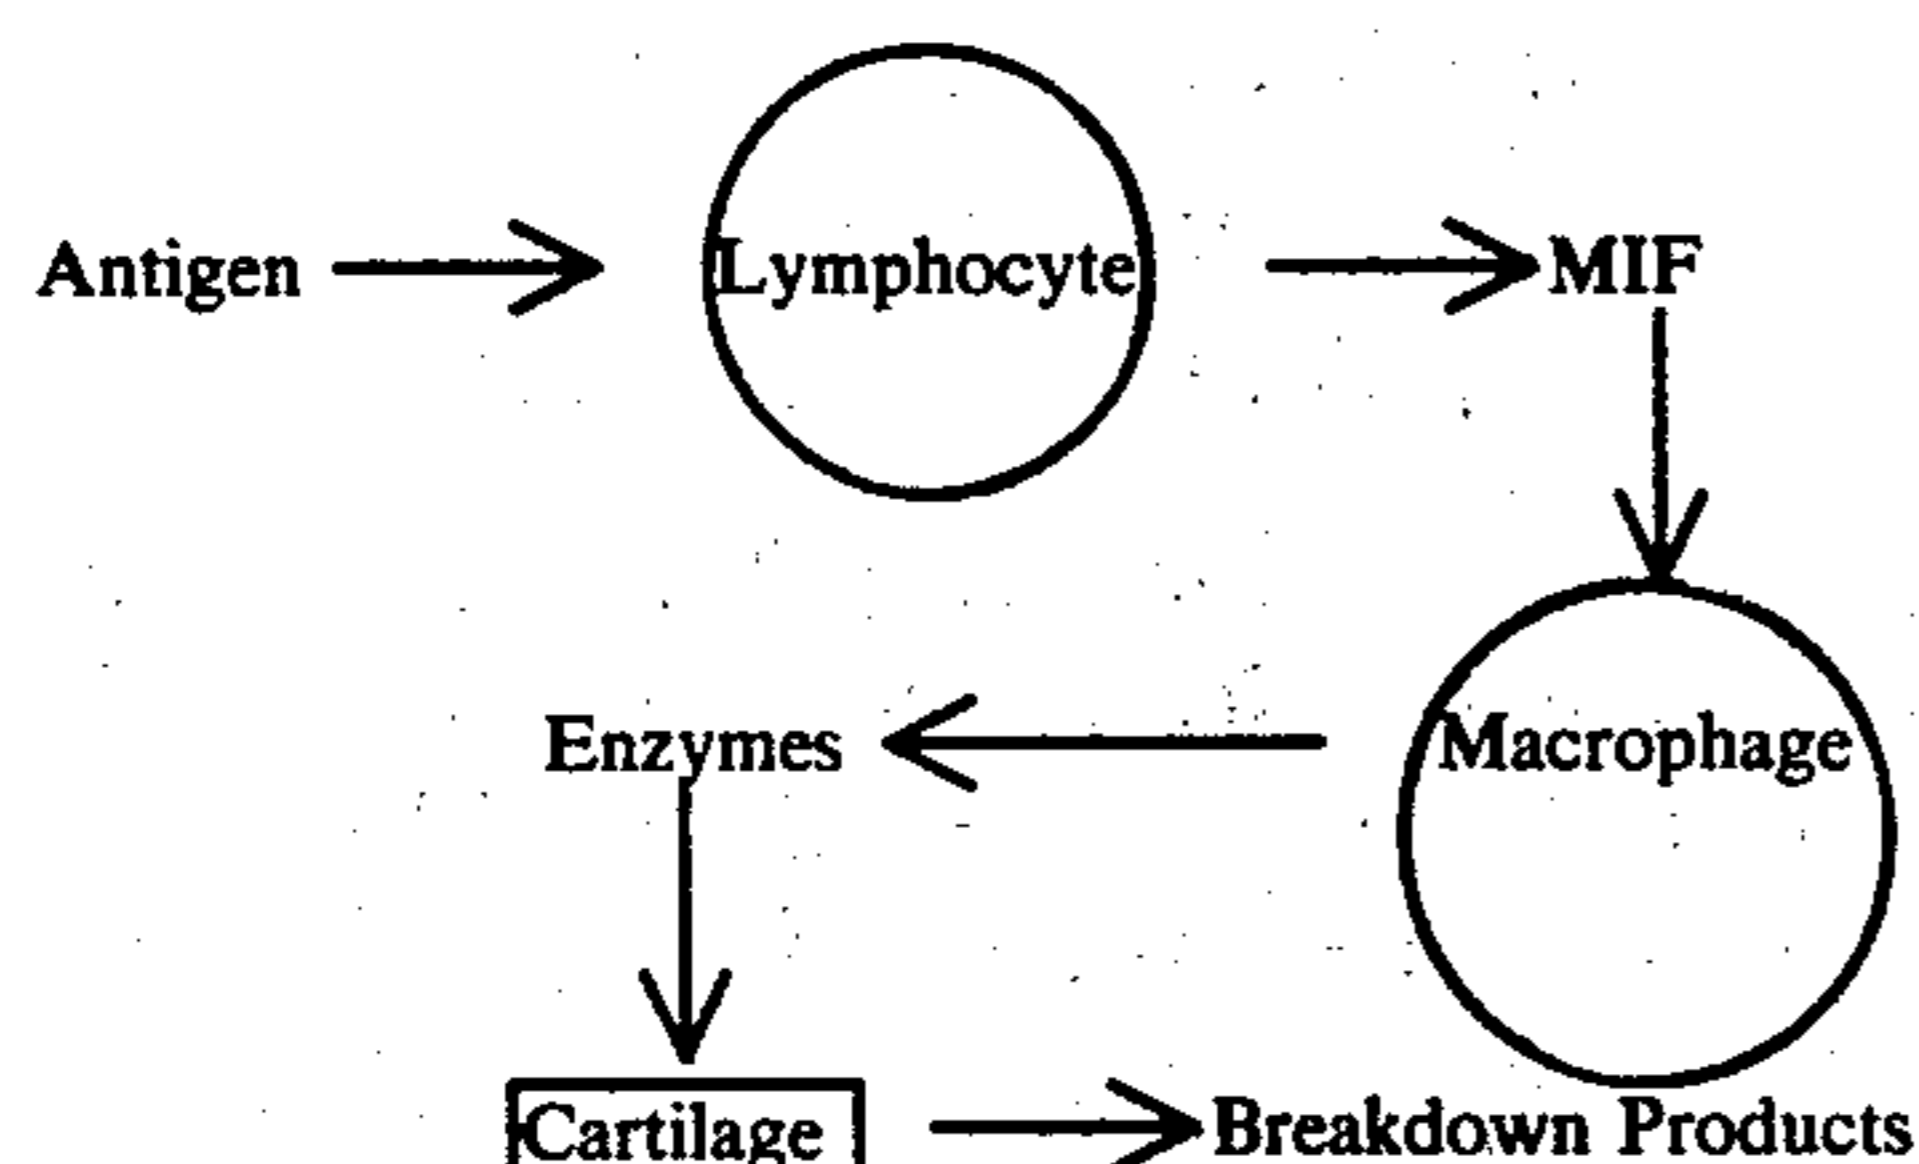 Antigen Lymphocyte MIF
Enzymes Macrophage
Cartilage Breakdown Products